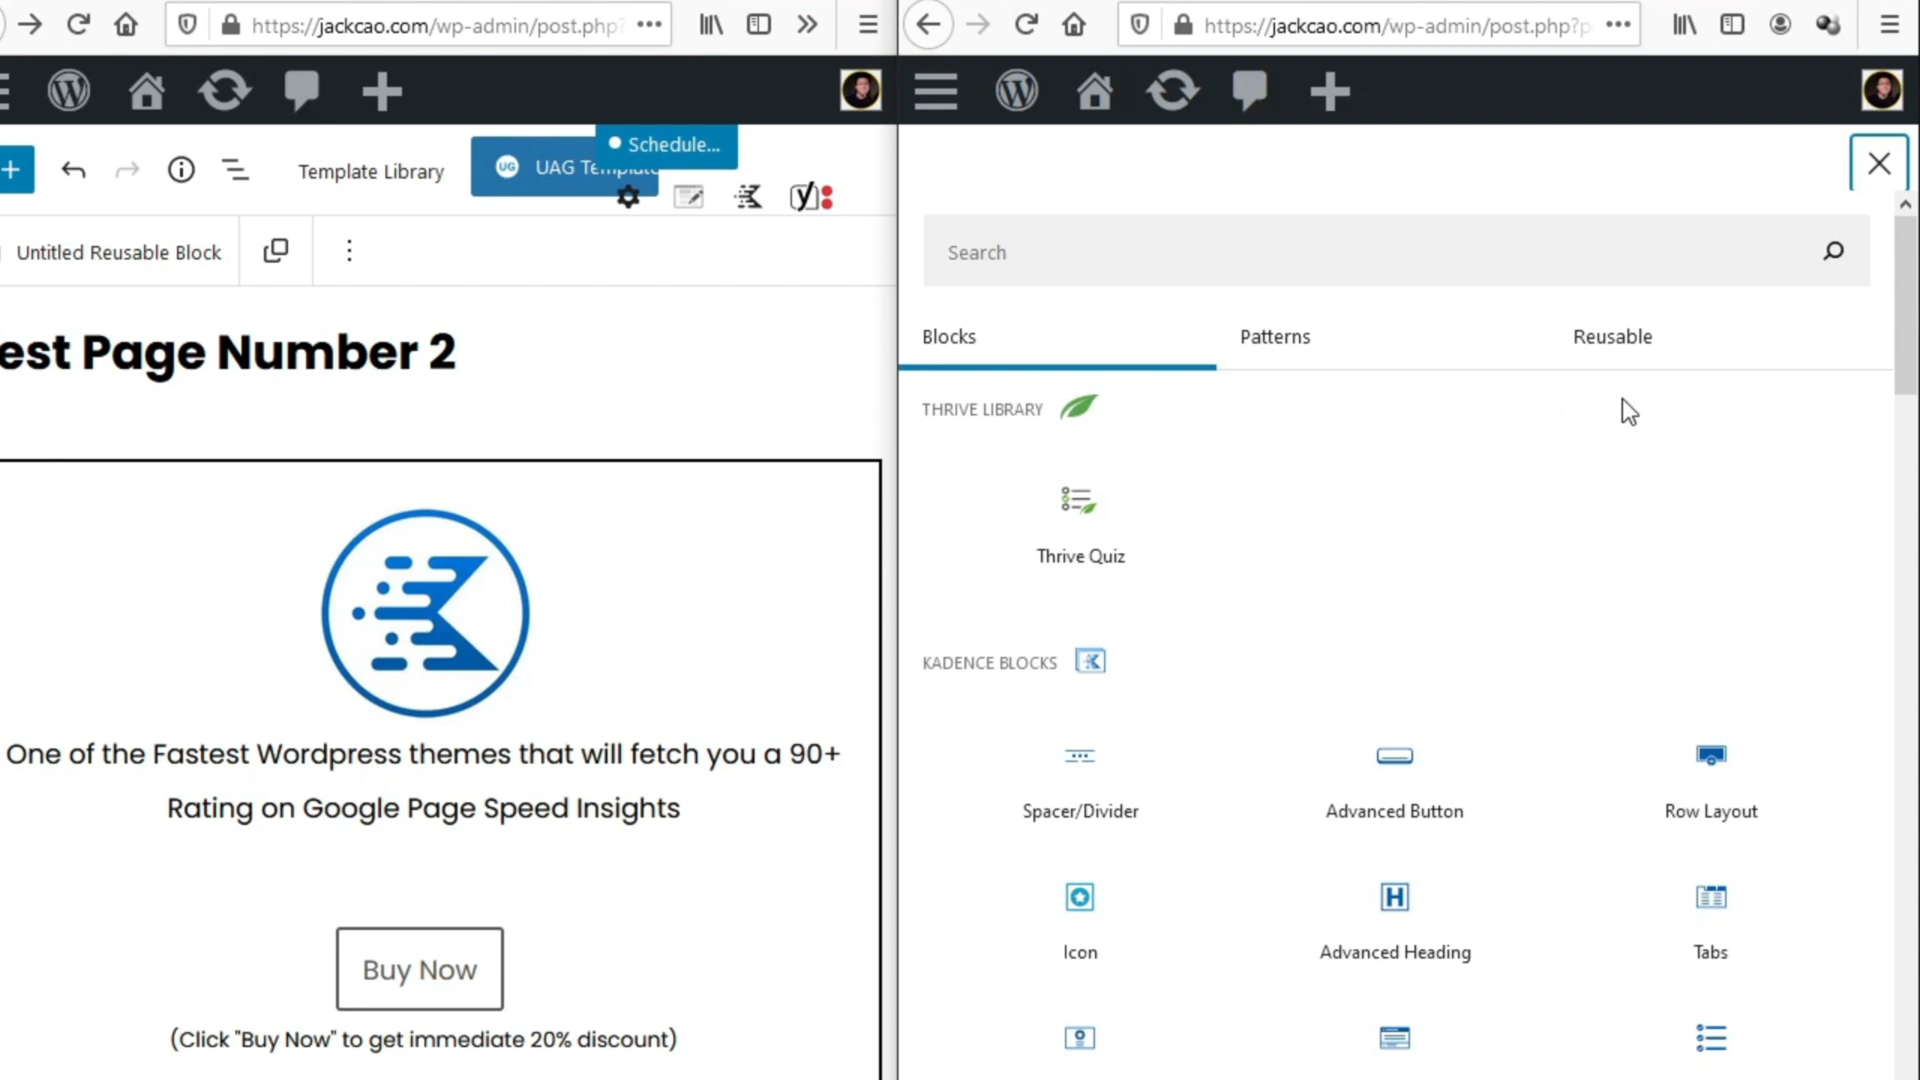 https://jackcao.com/wp-admin/post.php?
https://jackcao.com/wp-admin/post.php?p
Template Library
UG
UAG Template
Schedule...
y
Untitled Reusable Block
est Page Number 2
One of the Fastest Wordpress themes that will fetch you a 90+
Rating on Google Page Speed Insights
Buy Now
(Click "Buy Now" to get immediate 20% discount)
Search
Blocks
Patterns
Reusable
THRIVE LIBRARY
Thrive Quiz
KADENCE BLOCKS
Spacer/Divider
Advanced Button
Row Layout
H
Icon
Advanced Heading
Tabs